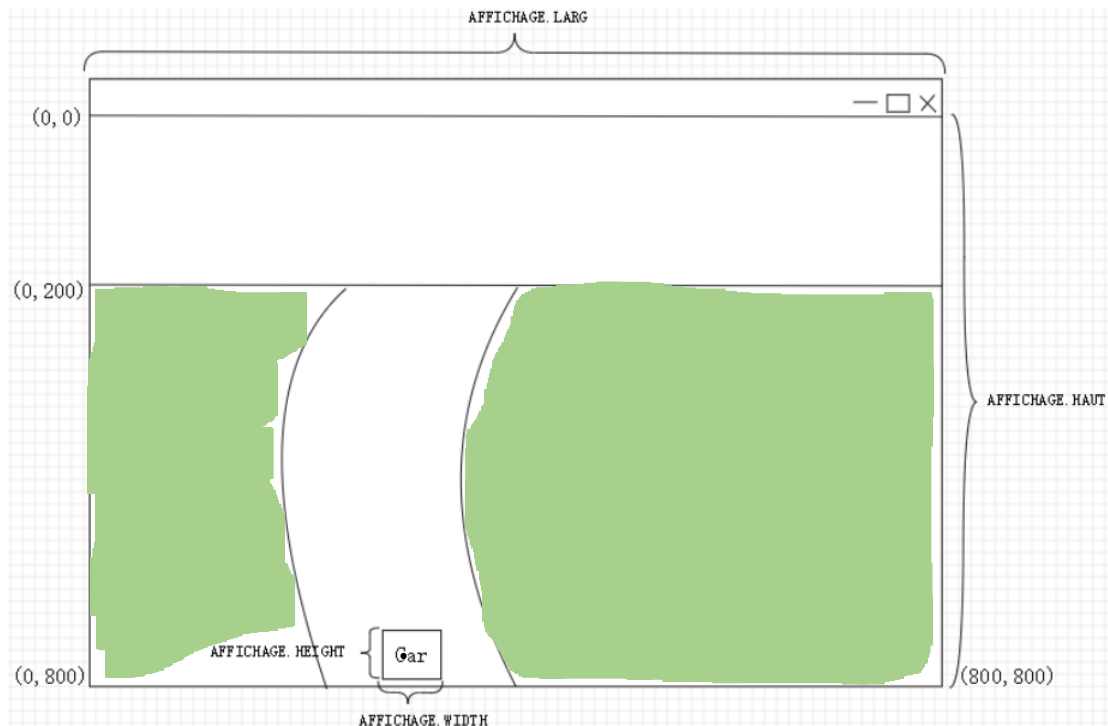 AFFICHAGE.LARG
(0,0)
(0,200)
AFFICHAGE.HAUT
AFFICHAGE.HEIGHT
Car
(0,800)
(800,800)
AFFICHAGE.WIDTH